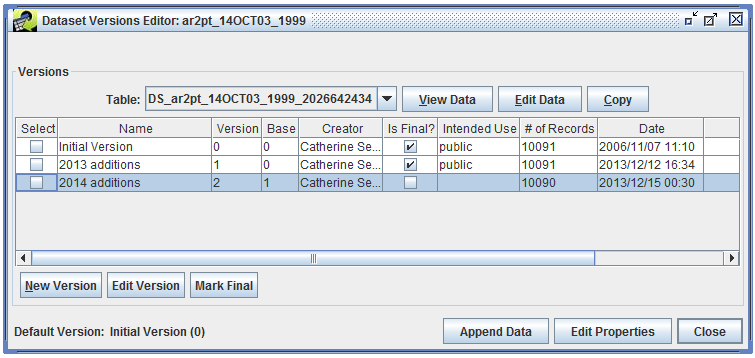 Dataset Versions Editor: ar2pt_14OCT03_1999
Versions
Table: DS_ar2pt_14OCT03_1999_2026642434 View Data Edit Data Copy
Select Name Version Base Creator Is Final? Intended Use # of Records Date
Initial Version 0 0 Catherine Se... public 10091 2006/11/07 11:10
2013 additions 1 0 Catherine Se... public 10091 2013/12/12 16:34
2014 additions 2 1 Catherine Se... 10090 2013/12/15 00:30
New Version Edit Version Mark Final
Default Version: Initial Version (0) Append Data Edit Properties Close